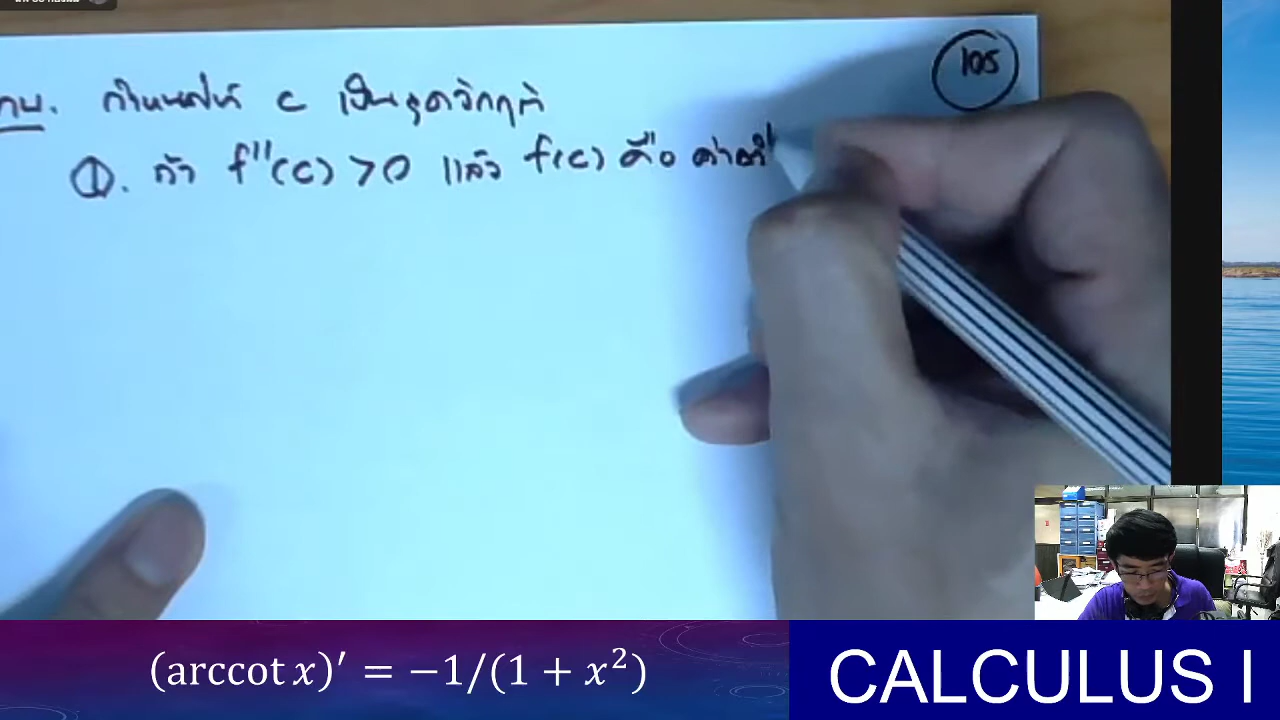 105
ทบ. กำหนดให้ c เป็นจุดวิกฤติ
①. ถ้า f''(c) > 0 แล้ว f(c) คือ ค่าต่ำ
(arccot x)′ = −1/(1 + x²)
CALCULUS I